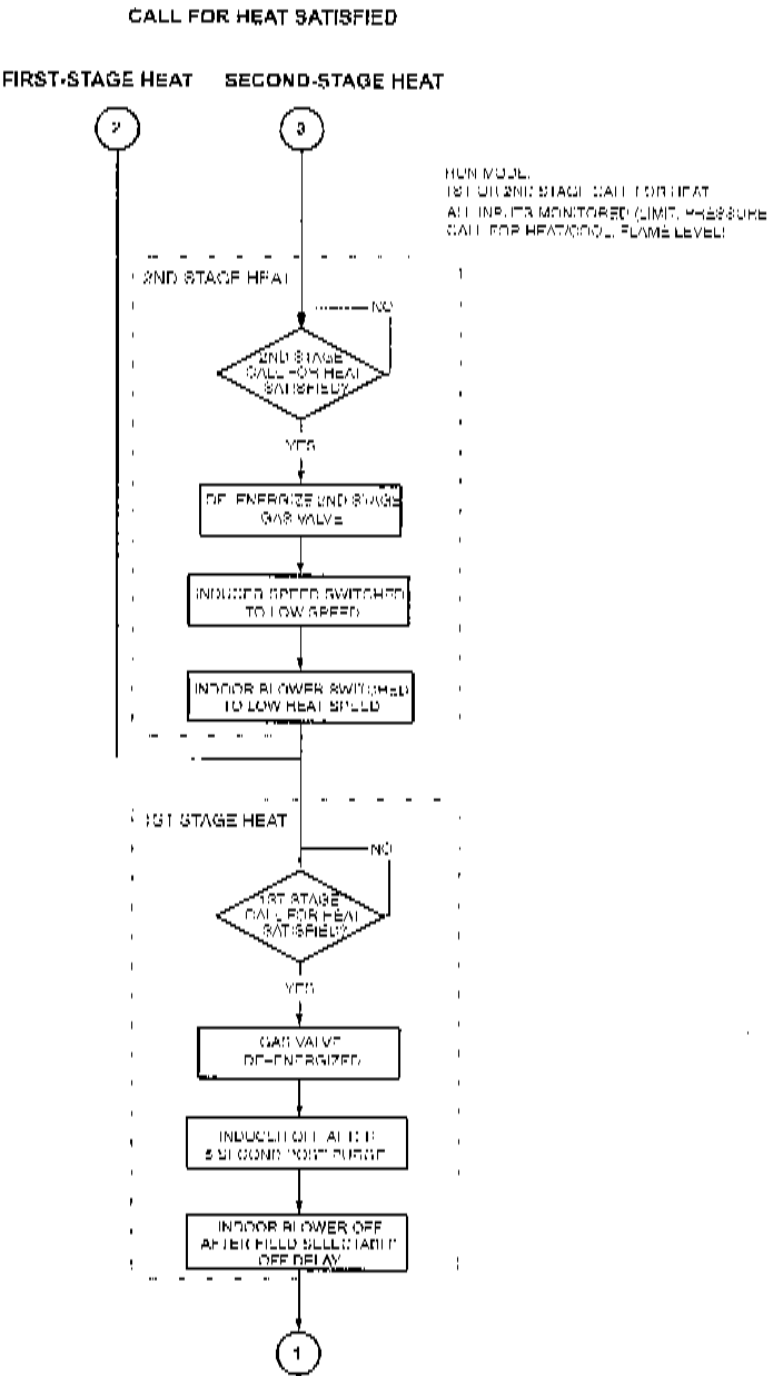 CALL FOR HEAT SATISFIED
FIRST-STAGE HEAT SECOND-STAGE HEAT
2
3
RUN MODE:
1ST OR 2ND STAGE CALL FOR HEAT
ALL INPUTS MONITORED (LIMIT, PRESSURE
CALL FOR HEAT/COOL, FLAME LEVEL)
2ND STAGE HEAT
NO
2ND STAGE
CALL FOR HEAT
SATISFIED?
YES
DE-ENERGIZE 2ND STAGE
GAS VALVE
INDUCER SPEED SWITCHED
TO LOW SPEED
INDOOR BLOWER SWITCHED
TO LOW HEAT SPEED
1ST STAGE HEAT
NO
1ST STAGE
CALL FOR HEAT
SATISFIED?
YES
GAS VALVE
DE-ENERGIZED
INDUCER OFF AFTER
5 SECOND POST PURGE
INDOOR BLOWER OFF
AFTER FIELD SELECTABLE
OFF DELAY
1